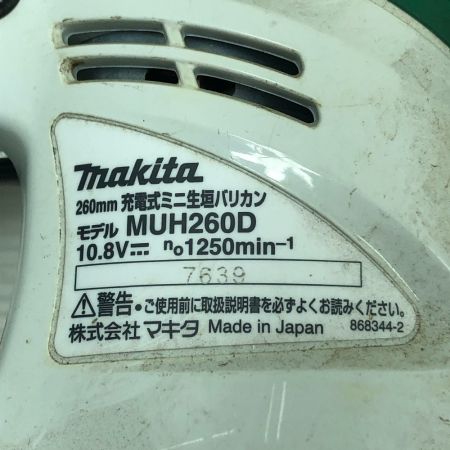 makita
260mm 充電式ミニ生垣バリカン
モデル MUH260D
10.8V⎓ n₀1250min⁻¹
7639
⚠警告・ご使用前に取扱説明書を必ずよくお読みください。
株式会社 マキタ Made in Japan 868344-2